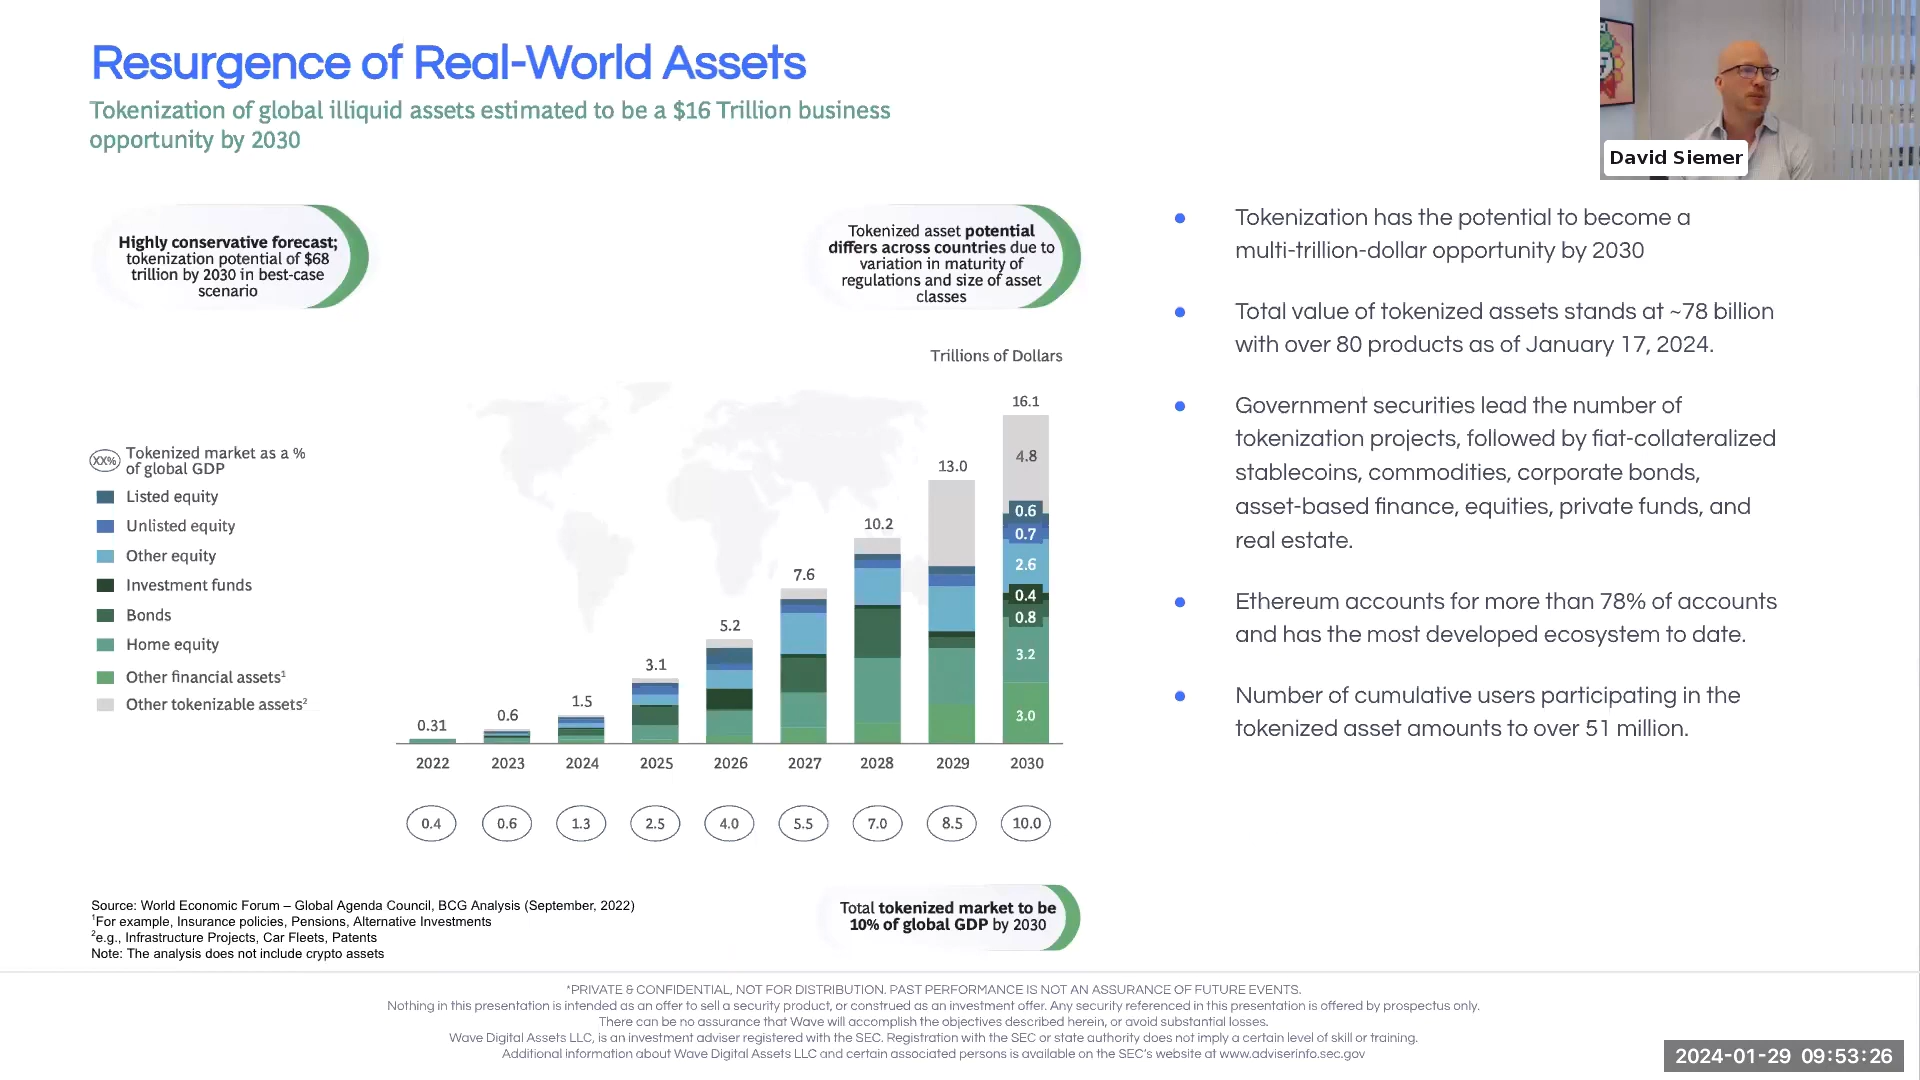 Resurgence of Real-World Assets
Tokenization of global illiquid assets estimated to be a $16 Trillion business
opportunity by 2030
David Siemer
Highly conservative forecast;
tokenization potential of $68
trillion by 2030 in best-case
scenario
Tokenized asset potential
differs across countries due to
variation in maturity of
regulations and size of asset
classes
Trillions of Dollars
XX% Tokenized market as a %
of global GDP
Listed equity
Unlisted equity
Other equity
Investment funds
Bonds
Home equity
Other financial assets¹
Other tokenizable assets²
0.31
0.6
1.5
3.1
5.2
7.6
10.2
13.0
16.1
4.8
0.6
0.7
2.6
0.4
0.8
3.2
3.0
2022 2023 2024 2025 2026 2027 2028 2029 2030
0.4 0.6 1.3 2.5 4.0 5.5 7.0 8.5 10.0
Total tokenized market to be
10% of global GDP by 2030
Source: World Economic Forum – Global Agenda Council, BCG Analysis (September, 2022)
¹For example, Insurance policies, Pensions, Alternative Investments
²e.g., Infrastructure Projects, Car Fleets, Patents
Note: The analysis does not include crypto assets
● Tokenization has the potential to become a
multi-trillion-dollar opportunity by 2030
● Total value of tokenized assets stands at ~78 billion
with over 80 products as of January 17, 2024.
● Government securities lead the number of
tokenization projects, followed by fiat-collateralized
stablecoins, commodities, corporate bonds,
asset-based finance, equities, private funds, and
real estate.
● Ethereum accounts for more than 78% of accounts
and has the most developed ecosystem to date.
● Number of cumulative users participating in the
tokenized asset amounts to over 51 million.
*PRIVATE & CONFIDENTIAL, NOT FOR DISTRIBUTION. PAST PERFORMANCE IS NOT AN ASSURANCE OF FUTURE EVENTS.
Nothing in this presentation is intended as an offer to sell a security product, or construed as an investment offer. Any security referenced in this presentation is offered by prospectus only.
There can be no assurance that Wave will accomplish the objectives described herein, or avoid substantial losses.
Wave Digital Assets LLC, is an investment adviser registered with the SEC. Registration with the SEC or state authority does not imply a certain level of skill or training.
Additional information about Wave Digital Assets LLC and certain associated persons is available on the SEC's website at www.adviserinfo.sec.gov
2024-01-29 09:53:26